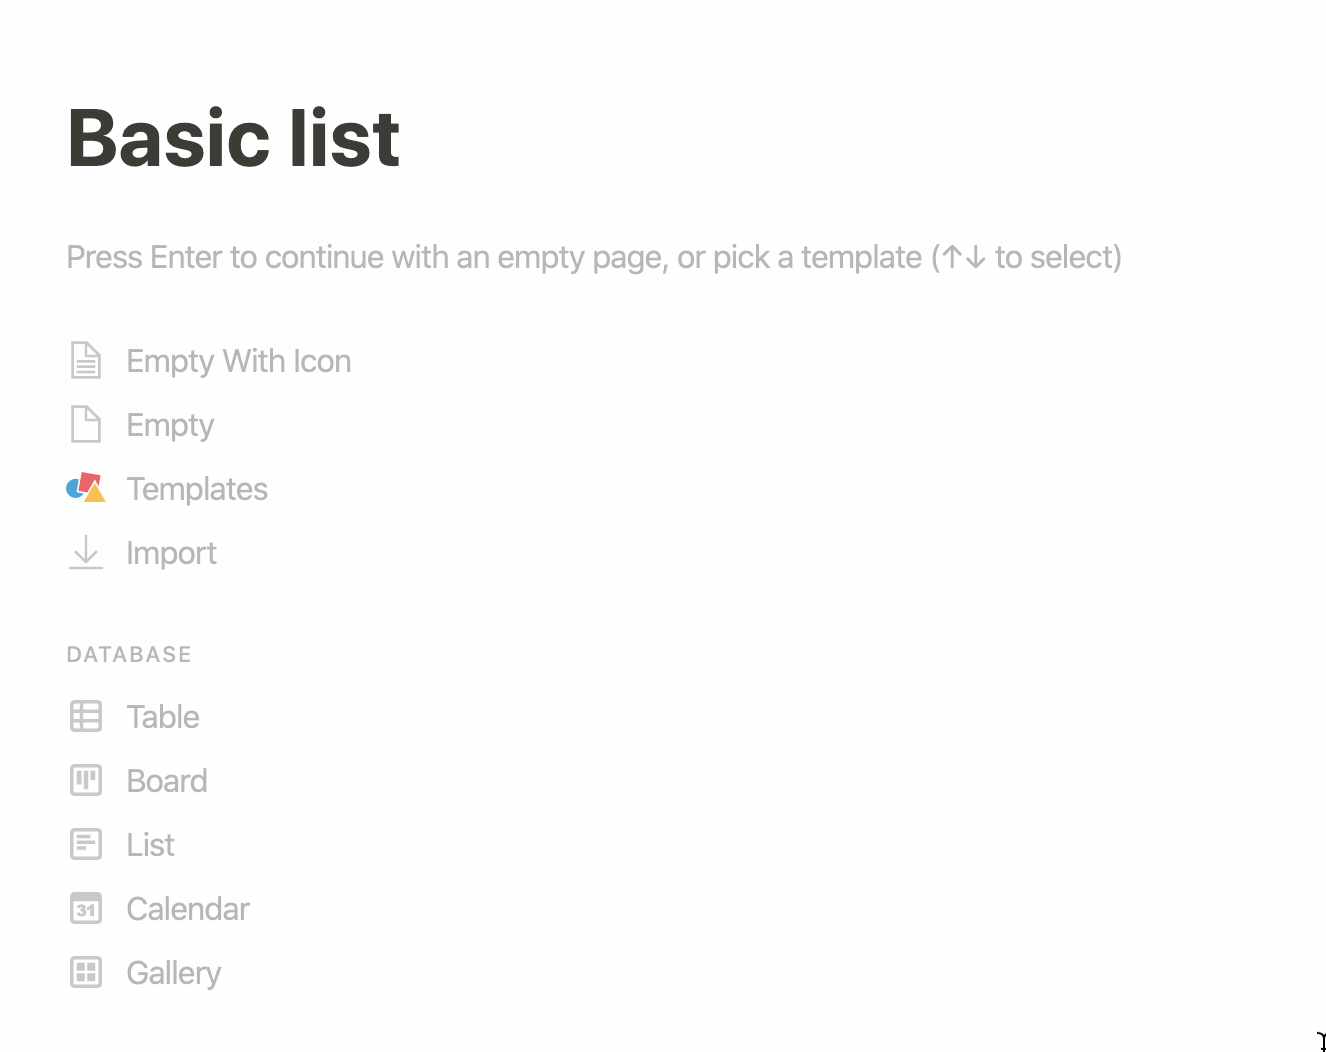 Basic list
Press Enter to continue with an empty page, or pick a template (↑↓ to select)
Empty With Icon
Empty
Templates
Import
DATABASE
Table
Board
List
31 Calendar
Gallery